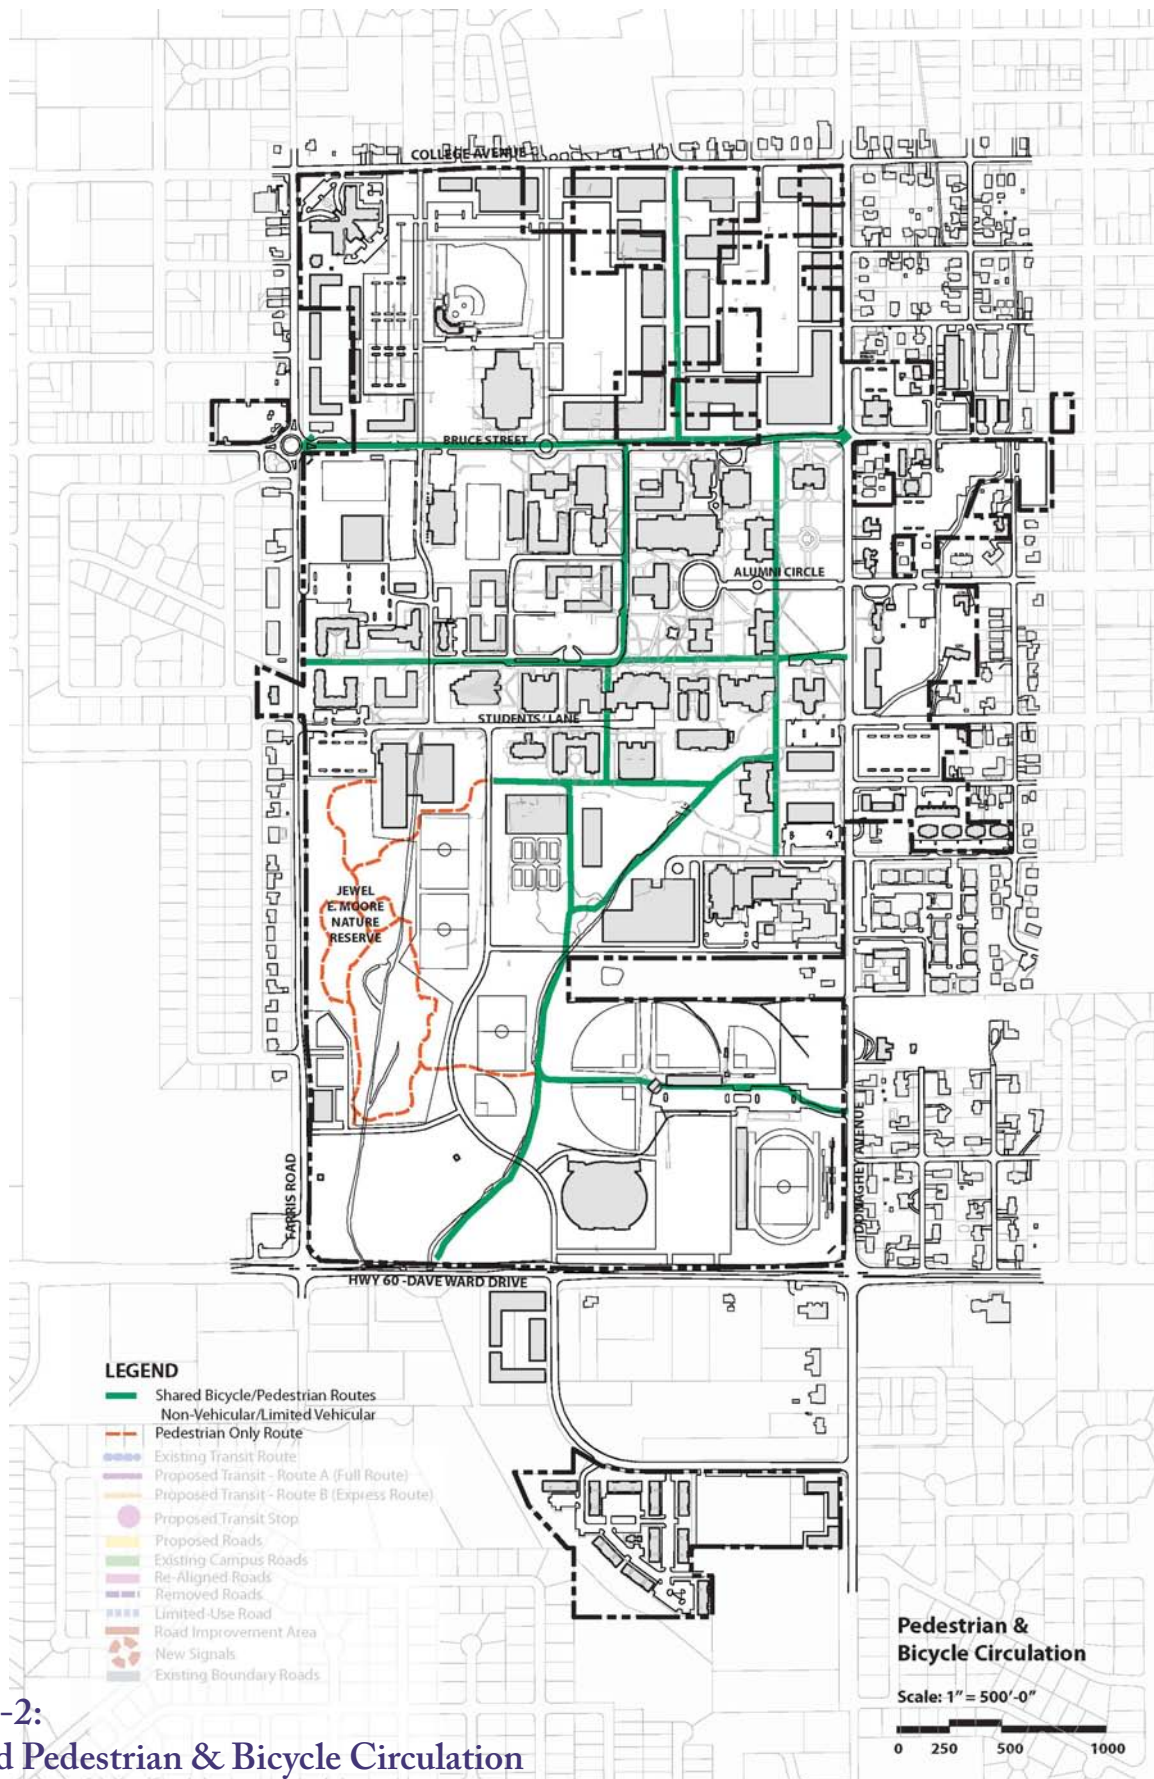 COLLEGE AVENUE
BRUCE STREET
ALUMNI CIRCLE
STUDENTS' LANE
JEWEL
E. MOORE
NATURE
RESERVE
FARRIS ROAD
DONAGHEY AVENUE
HWY 60 -DAVE WARD DRIVE
LEGEND
Shared Bicycle/Pedestrian Routes
Non-Vehicular/Limited Vehicular
Pedestrian Only Route
Existing Transit Route
Proposed Transit - Route A (Full Route)
Proposed Transit - Route B (Express Route)
Proposed Transit Stop
Proposed Roads
Existing Campus Roads
Re-Aligned Roads
Removed Roads
Limited-Use Road
Road Improvement Area
New Signals
Existing Boundary Roads
Pedestrian &
Bicycle Circulation
Scale: 1" = 500'-0"
0 250 500 1000
-2:
d Pedestrian & Bicycle Circulation